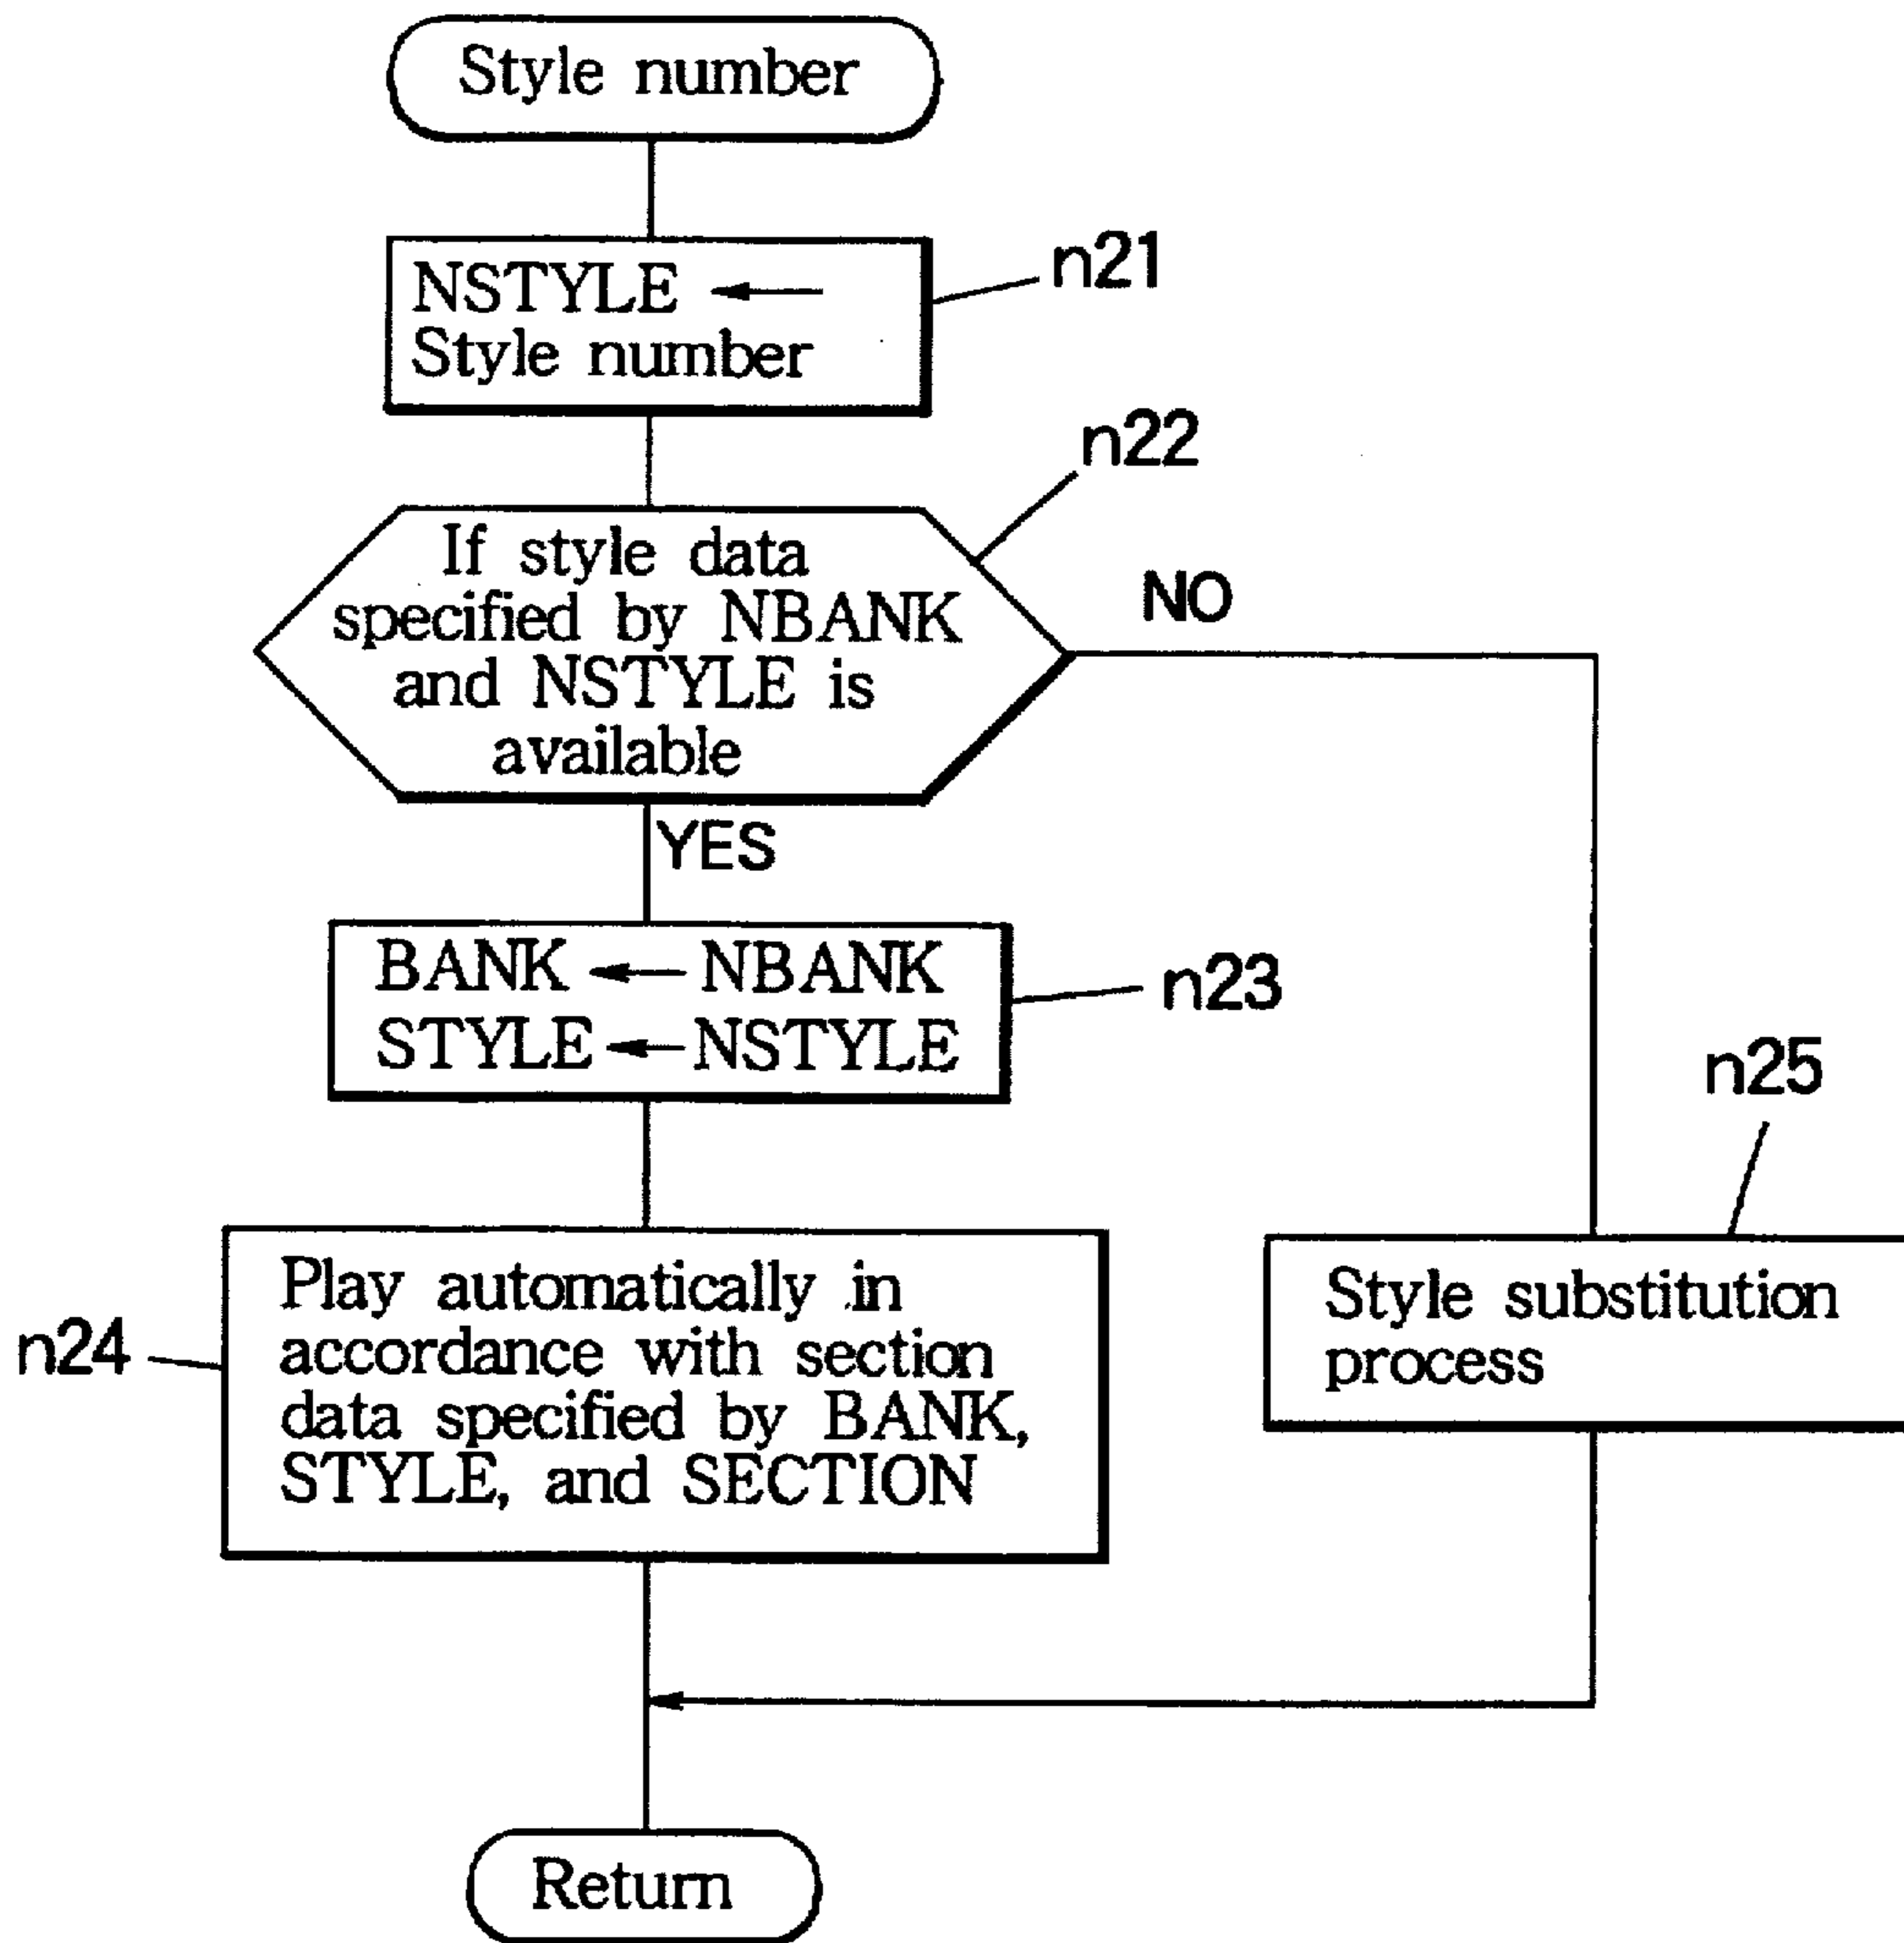 Style number
NSTYLE ←
Style number
n21
n22
If style data
specified by NBANK
and NSTYLE is
available
NO
YES
BANK ← NBANK
STYLE ← NSTYLE
n23
n25
Play automatically in
accordance with section
data specified by BANK,
STYLE, and SECTION
n24
Style substitution
process
Return